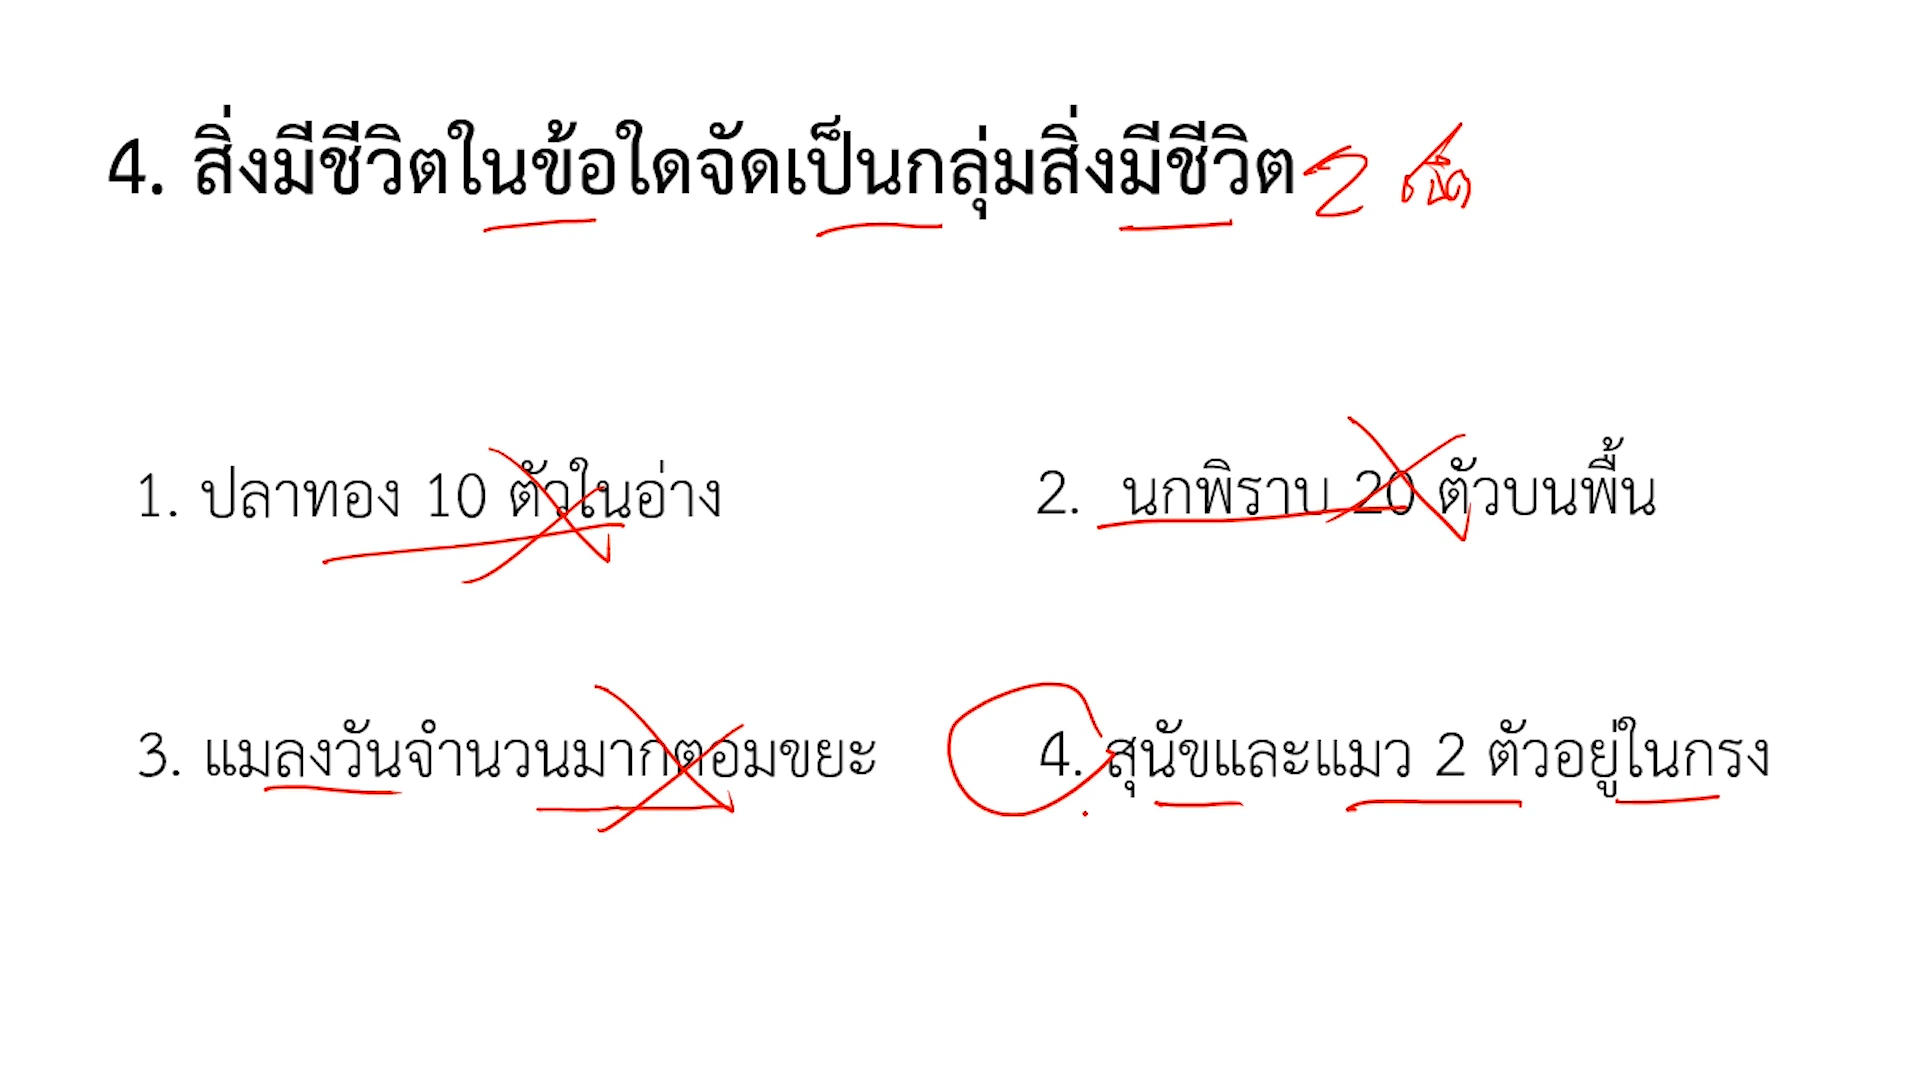 4. สิ่งมีชีวิตในข้อใดจัดเป็นกลุ่มสิ่งมีชีวิต 2
1. ปลาทอง 10 ตัวในอ่าง
2. นกพิราบ 20 ตัวบนพื้น
3. แมลงวันจำนวนมากตอมขยะ
4. สุนัขและแมว 2 ตัวอยู่ในกรง